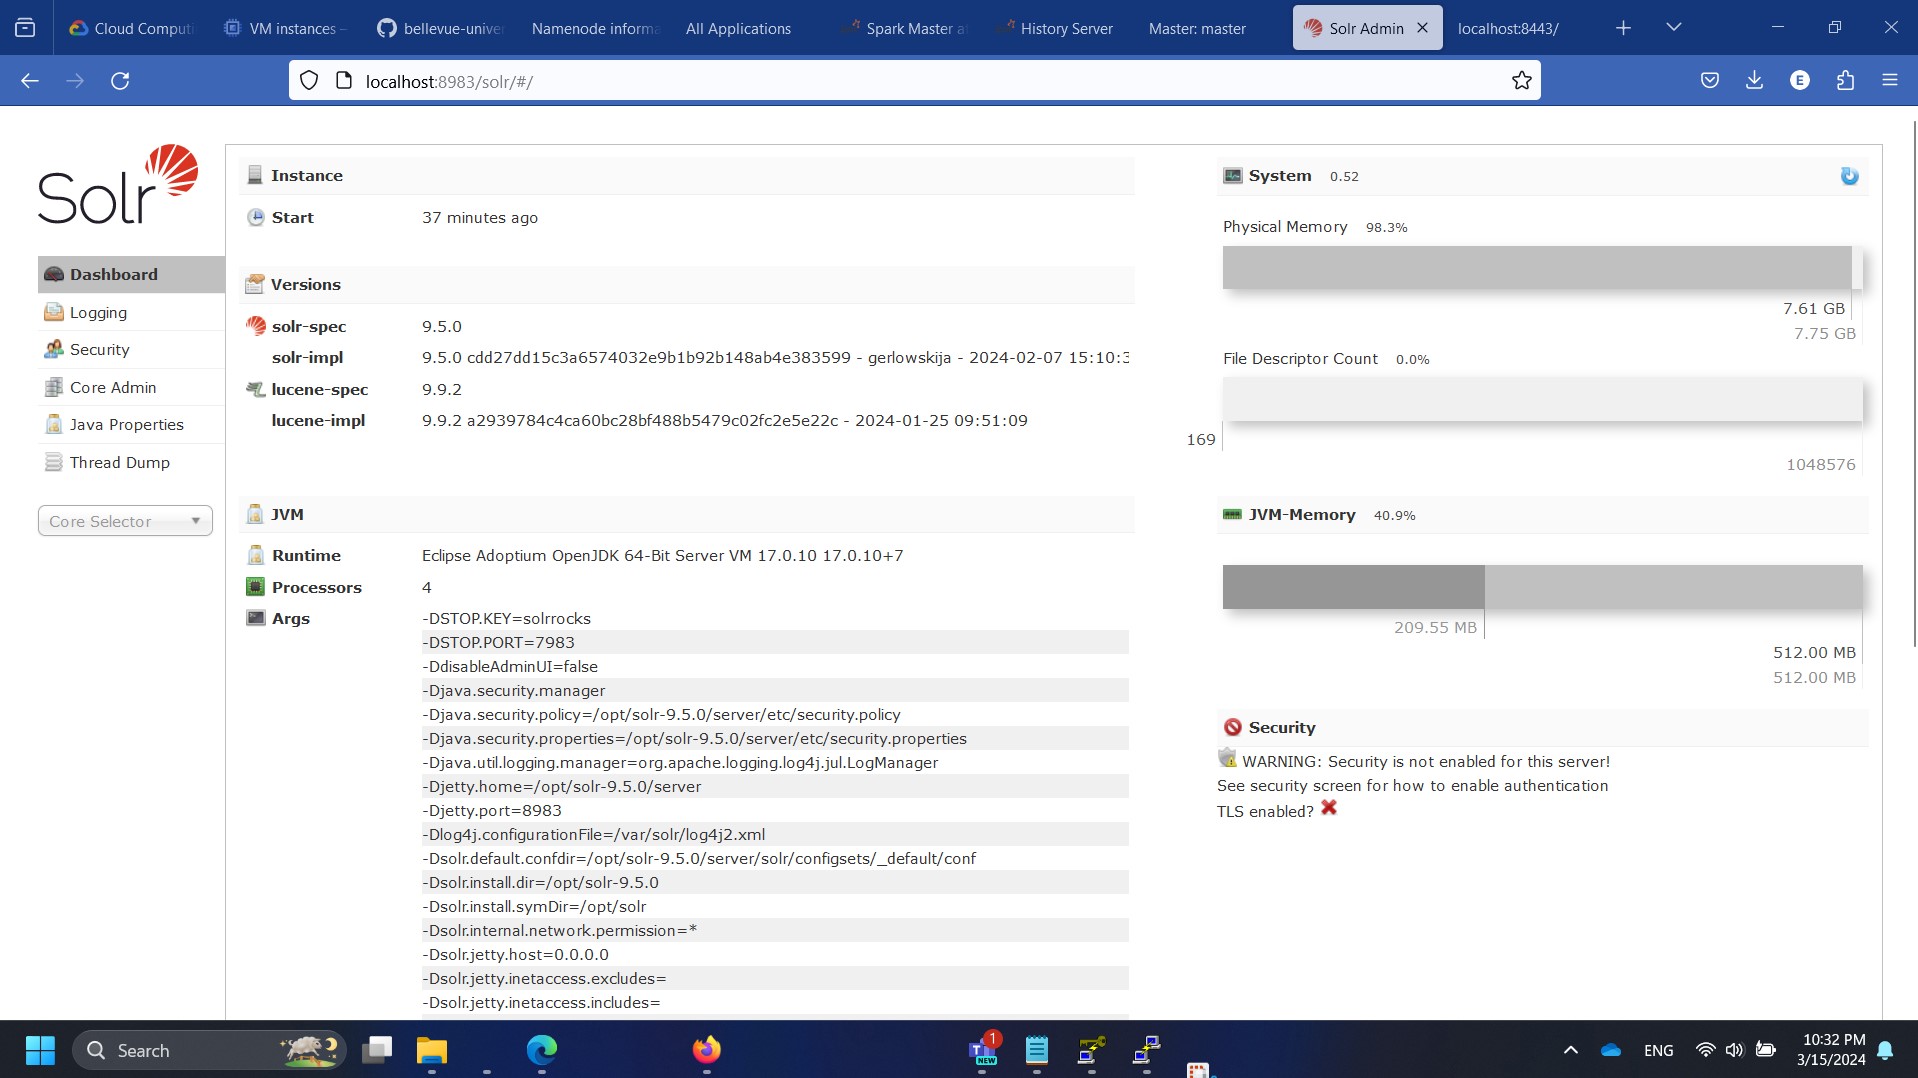 Cloud Computi
VM instances -
bellevue-unive
Namenode informa
All Applications
Spark Master a
History Server
Master: master
Solr Admin
localhost:8443/
localhost:8983/solr/#/
E
Solr
Dashboard
Logging
Security
Core Admin
Java Properties
Thread Dump
Core Selector
Instance
Start 37 minutes ago
Versions
solr-spec 9.5.0
solr-impl 9.5.0 cdd27dd15c3a6574032e9b1b92b148ab4e383599 - gerlowskija - 2024-02-07 15:10:3
lucene-spec 9.9.2
lucene-impl 9.9.2 a2939784c4ca60bc28bf488b5479c02fc2e5e22c - 2024-01-25 09:51:09
JVM
Runtime Eclipse Adoptium OpenJDK 64-Bit Server VM 17.0.10 17.0.10+7
Processors 4
Args -DSTOP.KEY=solrrocks
-DSTOP.PORT=7983
-DdisableAdminUI=false
-Djava.security.manager
-Djava.security.policy=/opt/solr-9.5.0/server/etc/security.policy
-Djava.security.properties=/opt/solr-9.5.0/server/etc/security.properties
-Djava.util.logging.manager=org.apache.logging.log4j.jul.LogManager
-Djetty.home=/opt/solr-9.5.0/server
-Djetty.port=8983
-Dlog4j.configurationFile=/var/solr/log4j2.xml
-Dsolr.default.confdir=/opt/solr-9.5.0/server/solr/configsets/_default/conf
-Dsolr.install.dir=/opt/solr-9.5.0
-Dsolr.install.symDir=/opt/solr
-Dsolr.internal.network.permission=*
-Dsolr.jetty.host=0.0.0.0
-Dsolr.jetty.inetaccess.excludes=
-Dsolr.jetty.inetaccess.includes=
System 0.52
Physical Memory 98.3%
7.61 GB
7.75 GB
File Descriptor Count 0.0%
169
1048576
JVM-Memory 40.9%
209.55 MB
512.00 MB
512.00 MB
Security
WARNING: Security is not enabled for this server!
See security screen for how to enable authentication
TLS enabled?
Search
1
T
NEW
ENG
10:32 PM
3/15/2024